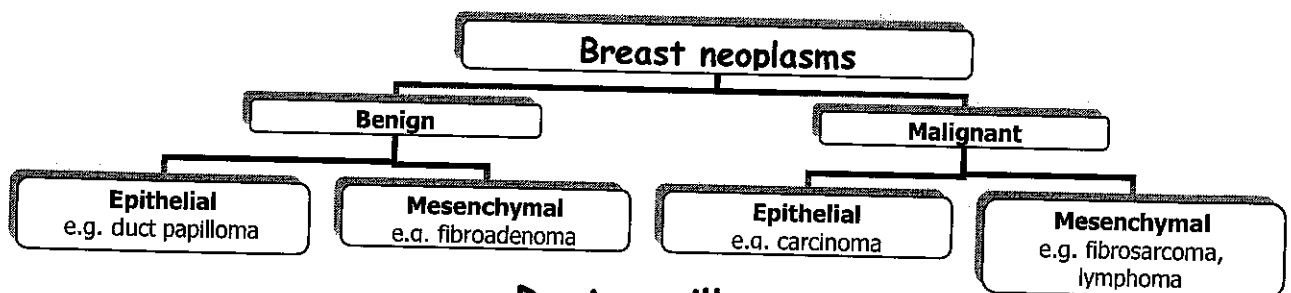 Breast neoplasms
Benign
Malignant
Epithelial
e.g. duct papilloma
Mesenchymal
e.g. fibroadenoma
Epithelial
e.g. carcinoma
Mesenchymal
e.g. fibrosarcoma,
lymphoma